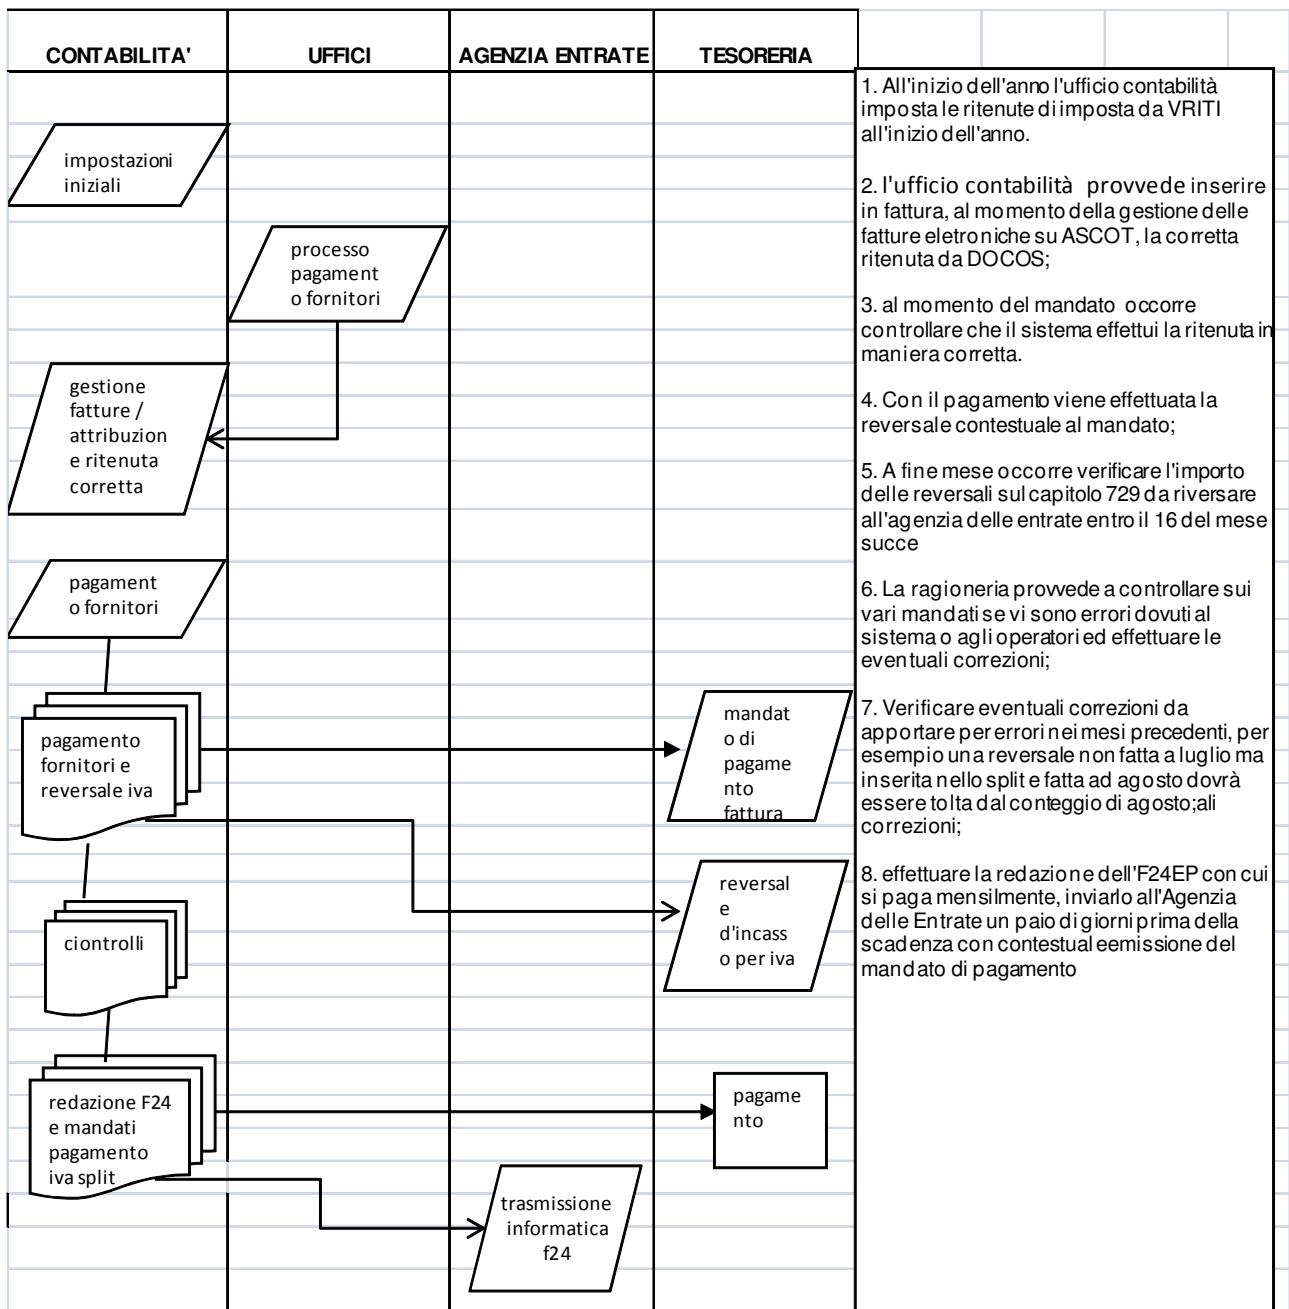 CONTABILITA'
UFFICI
AGENZIA ENTRATE
TESORERIA
impostazioni
iniziali
processo
pagament
o fornitori
gestione
fatture /
attribuzion
e ritenuta
corretta
pagament
o fornitori
pagamento
fornitori e
reversale iva
mandat
o di
pagame
nto
fattura
reversal
e
d'incass
o per iva
ciontrolli
redazione F24
e mandati
pagamento
iva split
pagame
nto
trasmissione
informatica
f24
1. All'inizio dell'anno l'ufficio contabilità
imposta le ritenute di imposta da VRITI
all'inizio dell'anno.
2. l'ufficio contabilità provvede inserire
in fattura, al momento della gestione delle
fatture eletroniche su ASCOT, la corretta
ritenuta da DOCOS;
3. al momento del mandato occorre
controllare che il sistema effettui la ritenuta in
maniera corretta.
4. Con il pagamento viene effettuata la
reversale contestuale al mandato;
5. A fine mese occorre verificare l'importo
delle reversali sul capitolo 729 da riversare
all'agenzia delle entrate entro il 16 del mese
succe
6. La ragioneria provvede a controllare sui
vari mandati se vi sono errori dovuti al
sistema o agli operatori ed effettuare le
eventuali correzioni;
7. Verificare eventuali correzioni da
apportare per errori nei mesi precedenti, per
esempio una reversale non fatta a luglio ma
inserita nello split e fatta ad agosto dovrà
essere tolta dal conteggio di agosto;ali
correzioni;
8. effettuare la redazione dell'F24EP con cui
si paga mensilmente, inviarlo all'Agenzia
delle Entrate un paio di giorni prima della
scadenza con contestualeemissione del
mandato di pagamento